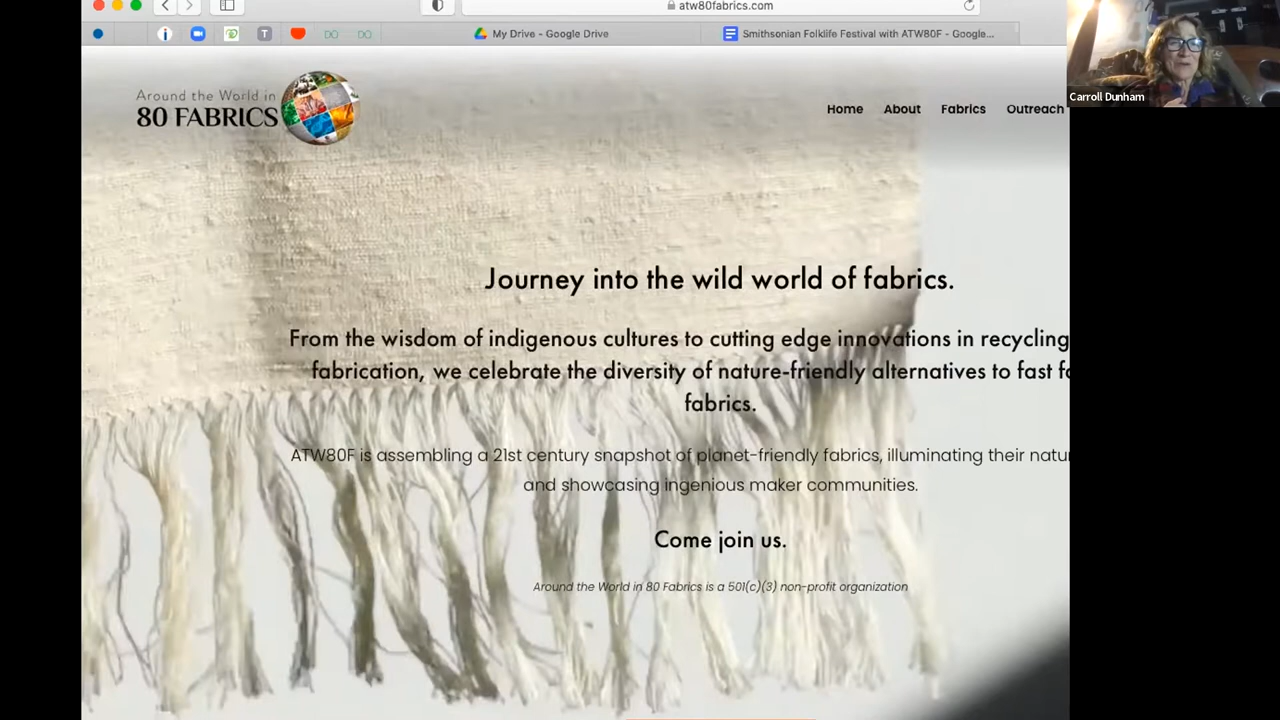 atw80fabrics.com
My Drive - Google Drive
Smithsonian Folklife Festival with ATW80F - Google...
Carroll Dunham
Around the World in
80 FABRICS
Home About Fabrics Outreach
Journey into the wild world of fabrics.
From the wisdom of indigenous cultures to cutting edge innovations in recycling
fabrication, we celebrate the diversity of nature-friendly alternatives to fast
fabrics.
ATW80F is assembling a 21st century snapshot of planet-friendly fabrics, illuminating their
and showcasing ingenious maker communities.
Come join us.
Around the World in 80 Fabrics is a 501(c)(3) non-profit organization